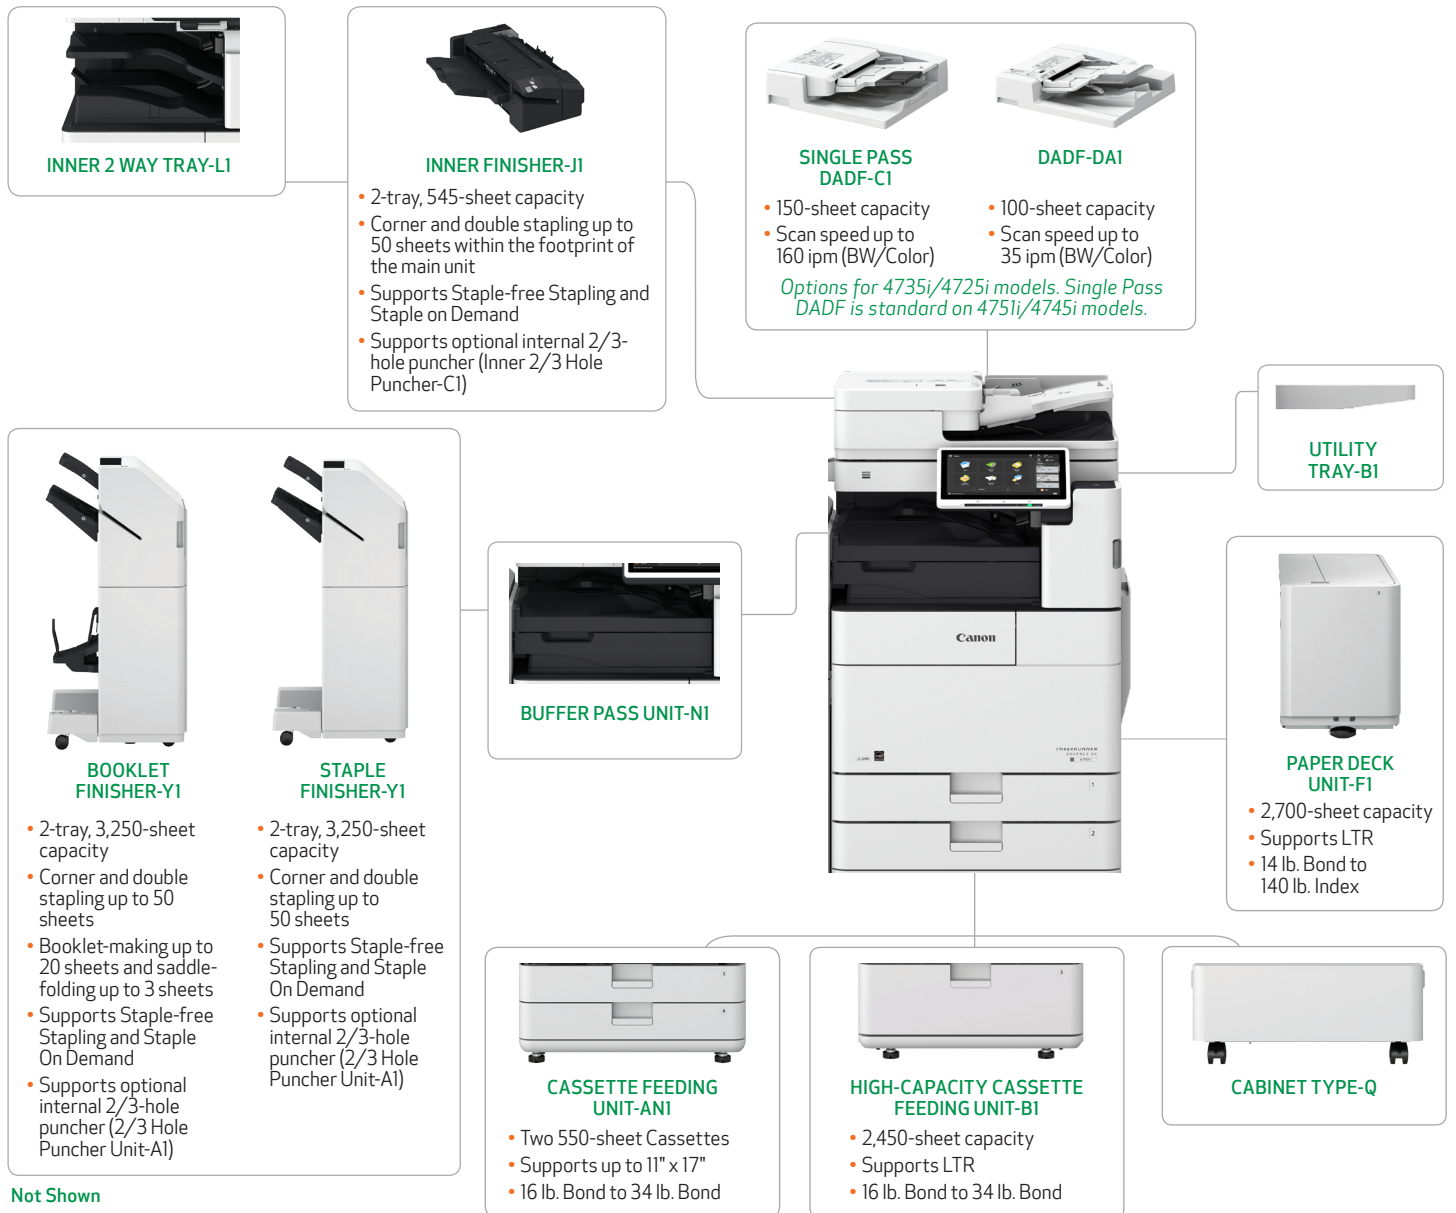 INNER 2 WAY TRAY-L1
INNER FINISHER-J1
• 2-tray, 545-sheet capacity
• Corner and double stapling up to
50 sheets within the footprint of
the main unit
• Supports Staple-free Stapling and
Staple on Demand
• Supports optional internal 2/3-
hole puncher (Inner 2/3 Hole
Puncher-C1)
SINGLE PASS
DADF-C1
• 150-sheet capacity
• Scan speed up to
160 ipm (BW/Color)
DADF-DA1
• 100-sheet capacity
• Scan speed up to
35 ipm (BW/Color)
Options for 4735i/4725i models. Single Pass
DADF is standard on 4751i/4745i models.
UTILITY
TRAY-B1
BUFFER PASS UNIT-N1
Canon
imageRUNNER
ADVANCE DX
1
2
PAPER DECK
UNIT-F1
• 2,700-sheet capacity
• Supports LTR
• 14 lb. Bond to
140 lb. Index
BOOKLET
FINISHER-Y1
• 2-tray, 3,250-sheet
capacity
• Corner and double
stapling up to 50
sheets
• Booklet-making up to
20 sheets and saddle-
folding up to 3 sheets
• Supports Staple-free
Stapling and Staple
On Demand
• Supports optional
internal 2/3-hole
puncher (2/3 Hole
Puncher Unit-A1)
STAPLE
FINISHER-Y1
• 2-tray, 3,250-sheet
capacity
• Corner and double
stapling up to
50 sheets
• Supports Staple-free
Stapling and Staple
On Demand
• Supports optional
internal 2/3-hole
puncher (2/3 Hole
Puncher Unit-A1)
3
4
CASSETTE FEEDING
UNIT-AN1
• Two 550-sheet Cassettes
• Supports up to 11" x 17"
• 16 lb. Bond to 34 lb. Bond
3
HIGH-CAPACITY CASSETTE
FEEDING UNIT-B1
• 2,450-sheet capacity
• Supports LTR
• 16 lb. Bond to 34 lb. Bond
CABINET TYPE-Q
Not Shown